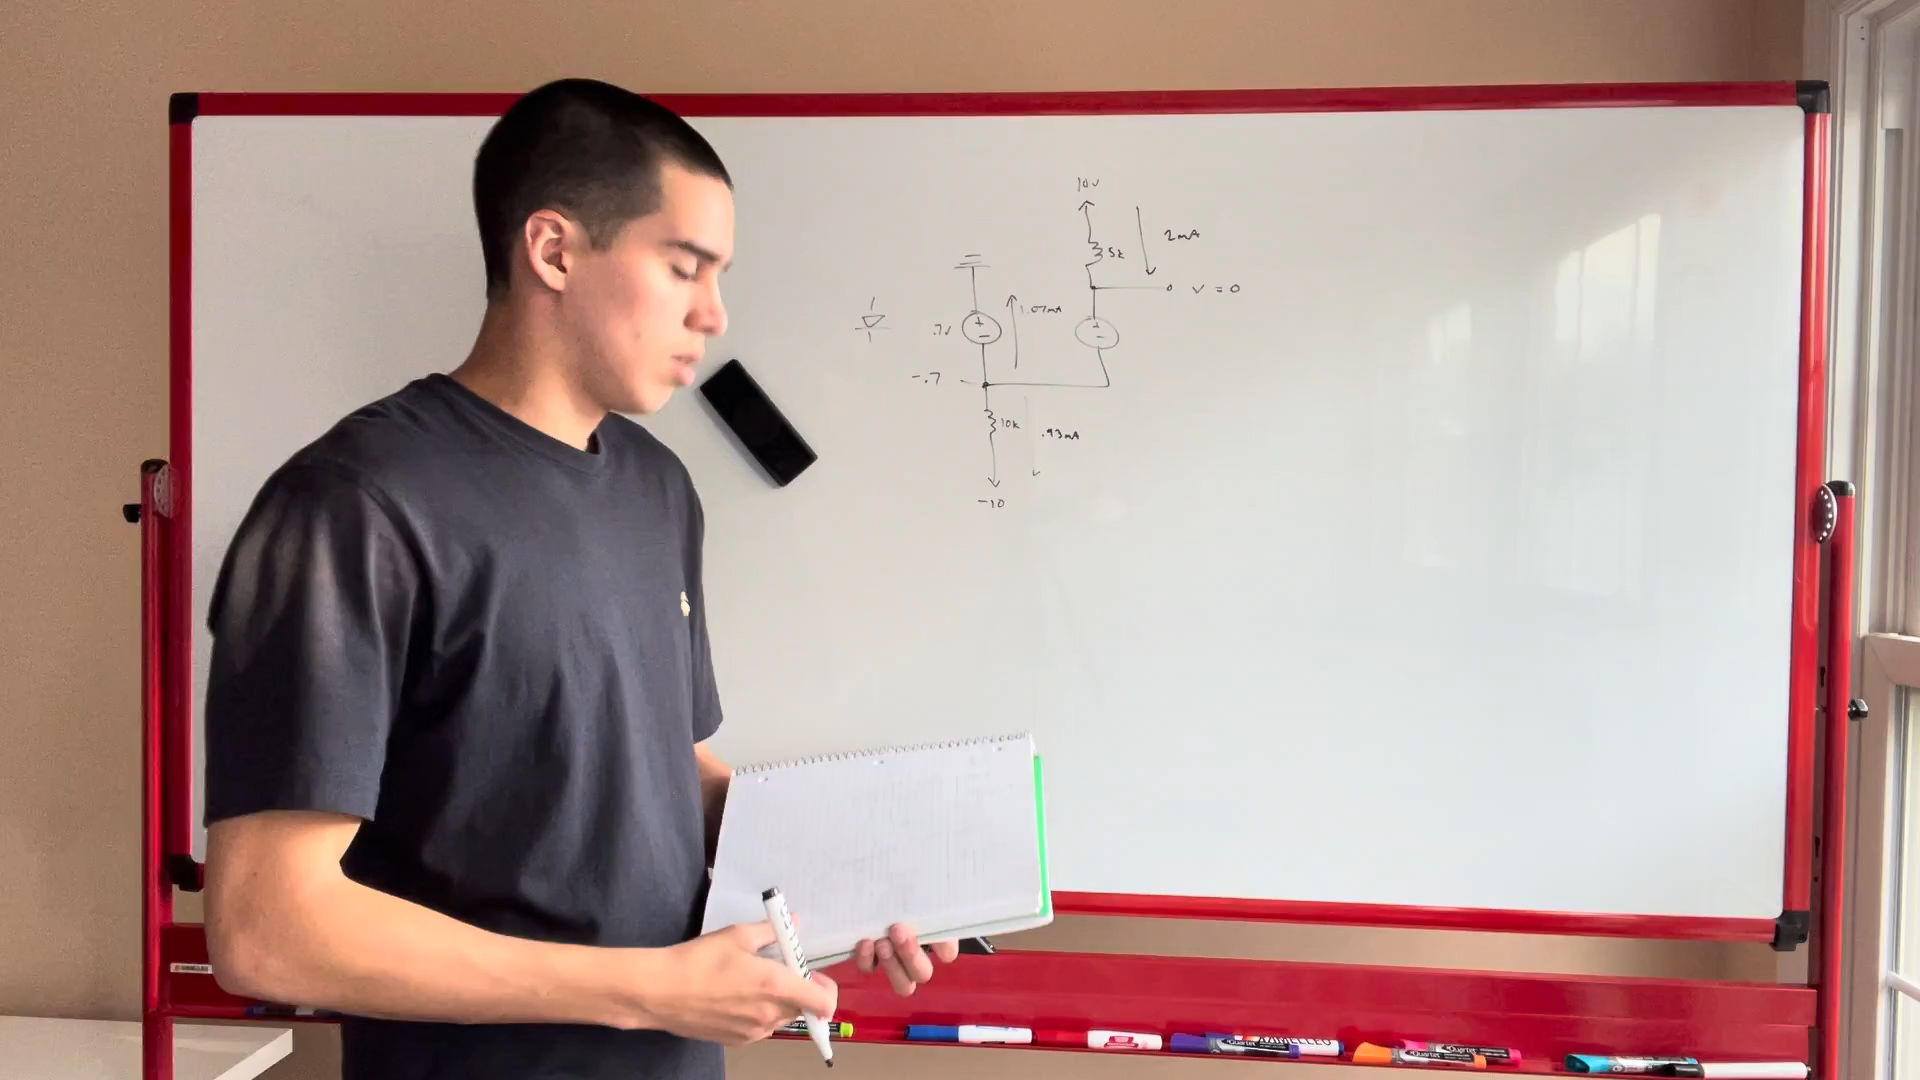 10v
5k
2mA
v = 0
.7v
+
−
1.07mA
+
−
-.7
10k
.93mA
-10